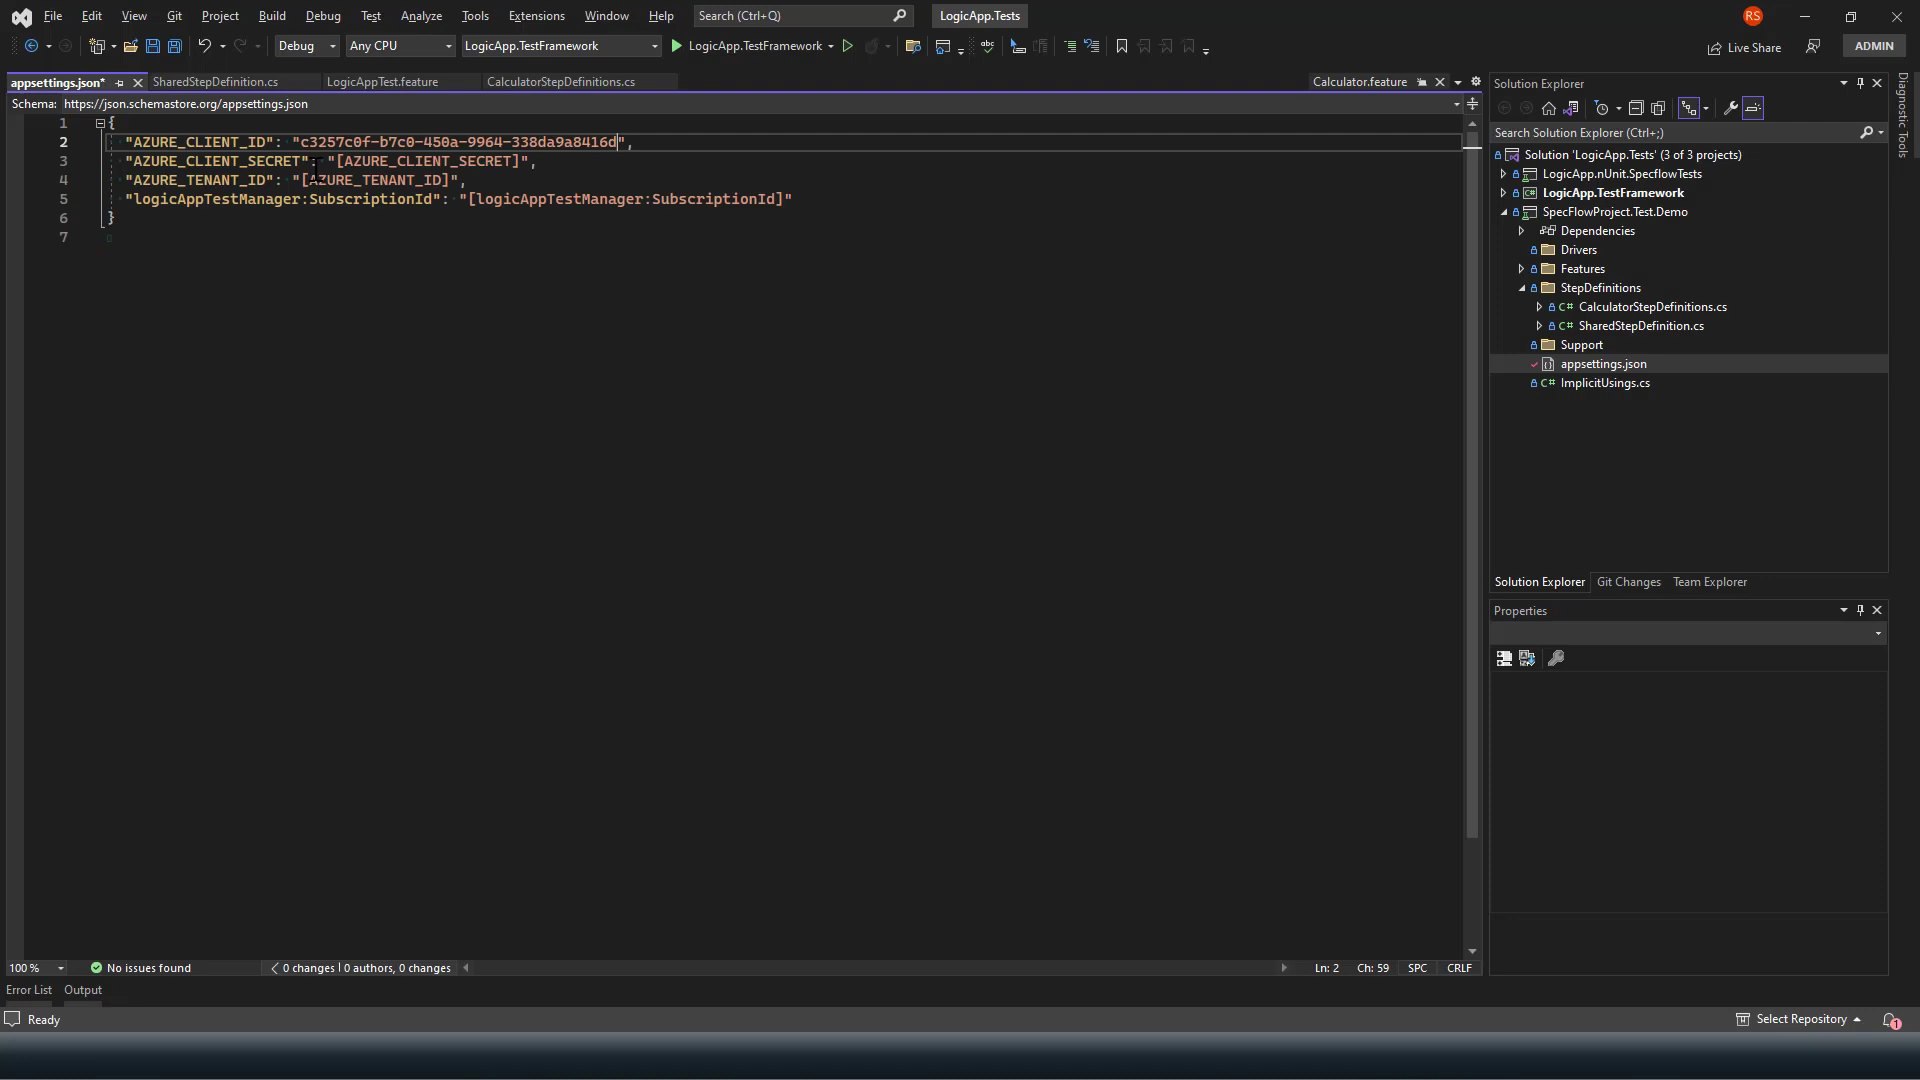 File Edit View Git Project Build Debug Test Analyze Tools Extensions Window Help Search (Ctrl+Q) LogicApp.Tests RS
Debug Any CPU LogicApp.TestFramework LogicApp.TestFramework Live Share ADMIN
appsettings.json* SharedStepDefinition.cs LogicAppTest.feature CalculatorStepDefinitions.cs Calculator.feature
Schema: https://json.schemastore.org/appsettings.json
1 {
2 "AZURE_CLIENT_ID": "c3257c0f-b7c0-450a-9964-338da9a8416d",
3 "AZURE_CLIENT_SECRET": "[AZURE_CLIENT_SECRET]",
4 "AZURE_TENANT_ID": "[AZURE_TENANT_ID]",
5 "logicAppTestManager:SubscriptionId": "[logicAppTestManager:SubscriptionId]"
6 }
7
100 % No issues found 0 changes | 0 authors, 0 changes Ln: 2 Ch: 59 SPC CRLF
Error List Output
Ready
Solution Explorer
Search Solution Explorer (Ctrl+;)
Solution 'LogicApp.Tests' (3 of 3 projects)
LogicApp.nUnit.SpecflowTests
C# LogicApp.TestFramework
SpecFlowProject.Test.Demo
Dependencies
Drivers
Features
StepDefinitions
C# CalculatorStepDefinitions.cs
C# SharedStepDefinition.cs
Support
appsettings.json
C# ImplicitUsings.cs
Solution Explorer Git Changes Team Explorer
Properties
Diagnostic Tools
Select Repository 1